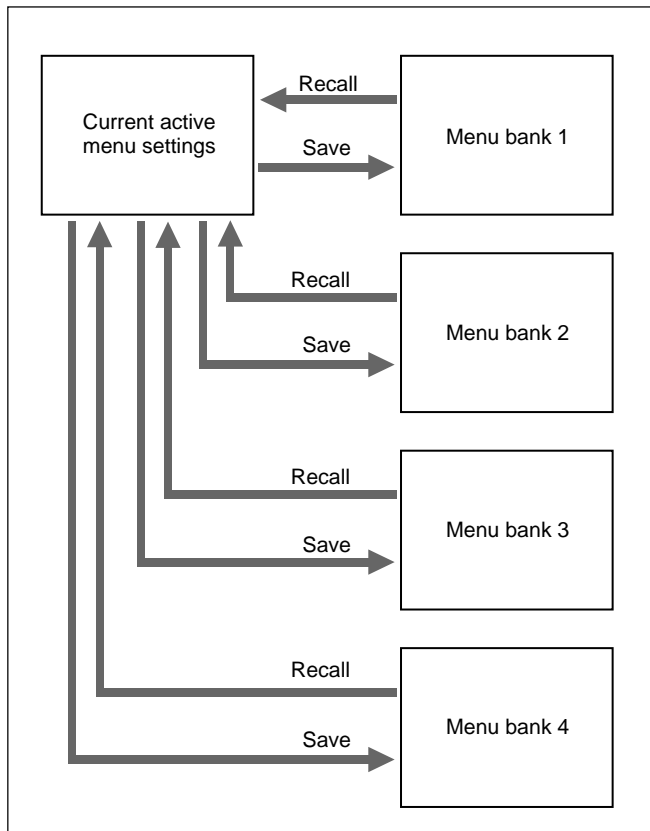 Current active
menu settings
Recall
Save
Menu bank 1
Recall
Save
Menu bank 2
Recall
Save
Menu bank 3
Recall
Save
Menu bank 4